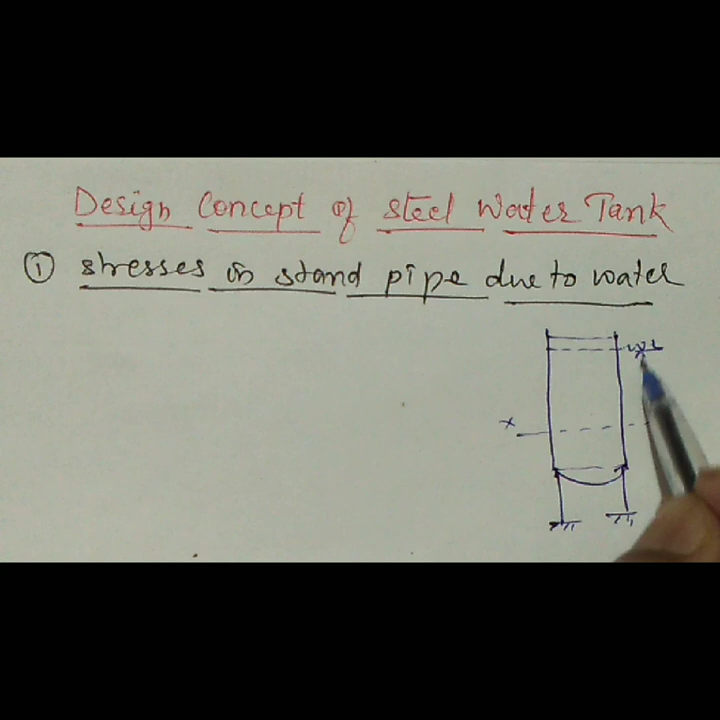 Design Concept of Steel Water Tank
① stresses in stand pipe due to water
x